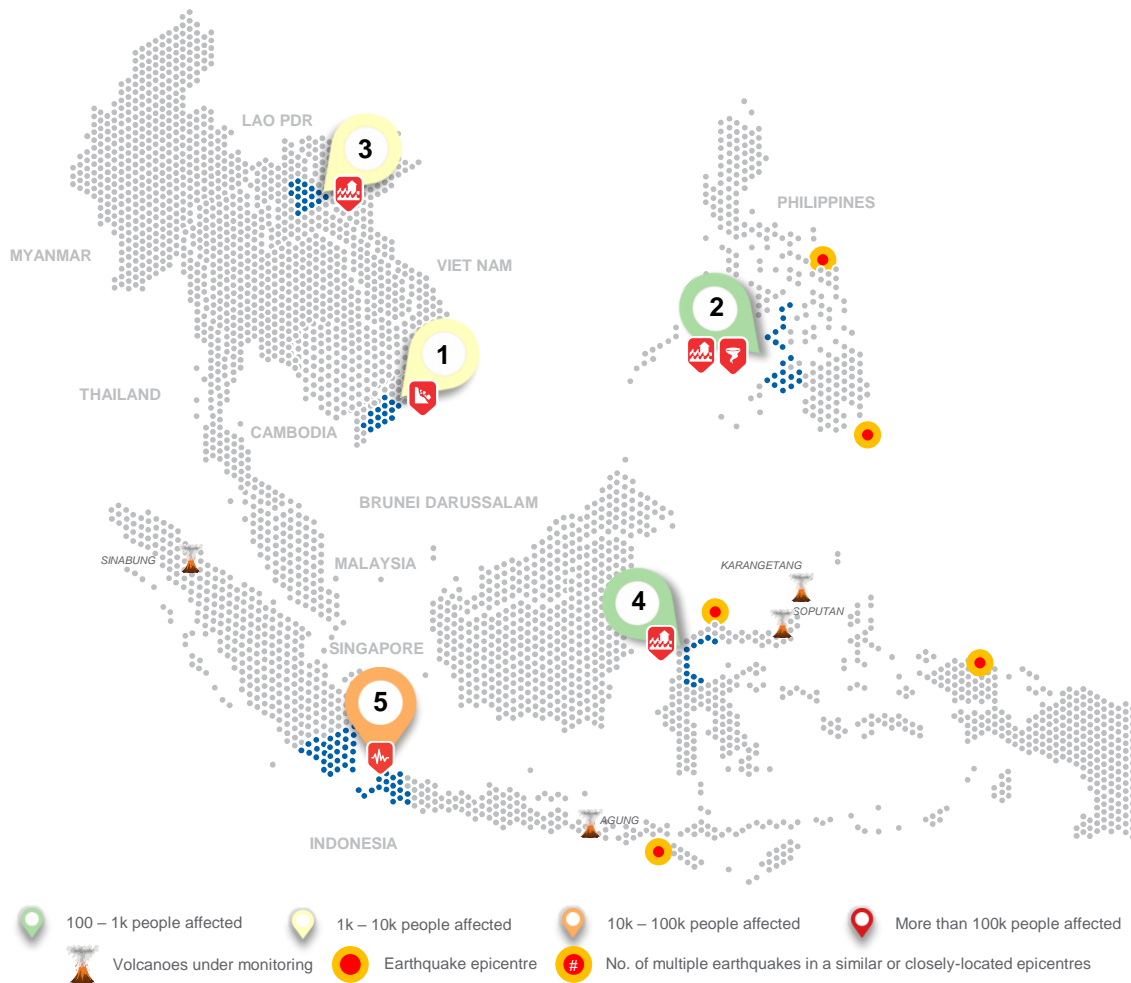 LAO PDR
3
MYANMAR
VIET NAM
PHILIPPINES
2
1
THAILAND
CAMBODIA
BRUNEI DARUSSALAM
SINABUNG
MALAYSIA
KARANGETANG
4
SOPUTAN
SINGAPORE
5
AGUNG
INDONESIA
100 – 1k people affected
1k – 10k people affected
10k – 100k people affected
More than 100k people affected
Volcanoes under monitoring
Earthquake epicentre
#
No. of multiple earthquakes in a similar or closely-located epicentres